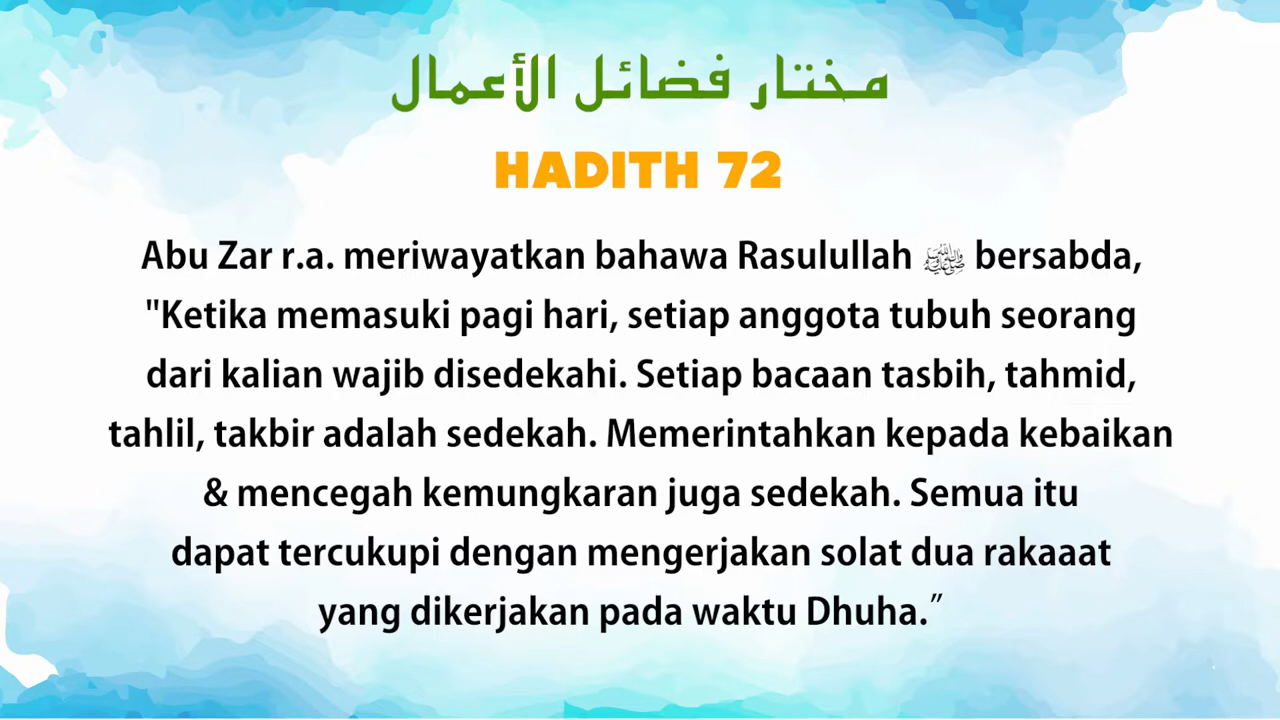 مختار فضائل الأعمال
HADITH 72
Abu Zar r.a. meriwayatkan bahawa Rasulullah ﷺ bersabda,
"Ketika memasuki pagi hari, setiap anggota tubuh seorang
dari kalian wajib disedekahi. Setiap bacaan tasbih, tahmid,
tahlil, takbir adalah sedekah. Memerintahkan kepada kebaikan
& mencegah kemungkaran juga sedekah. Semua itu
dapat tercukupi dengan mengerjakan solat dua rakaaat
yang dikerjakan pada waktu Dhuha.”